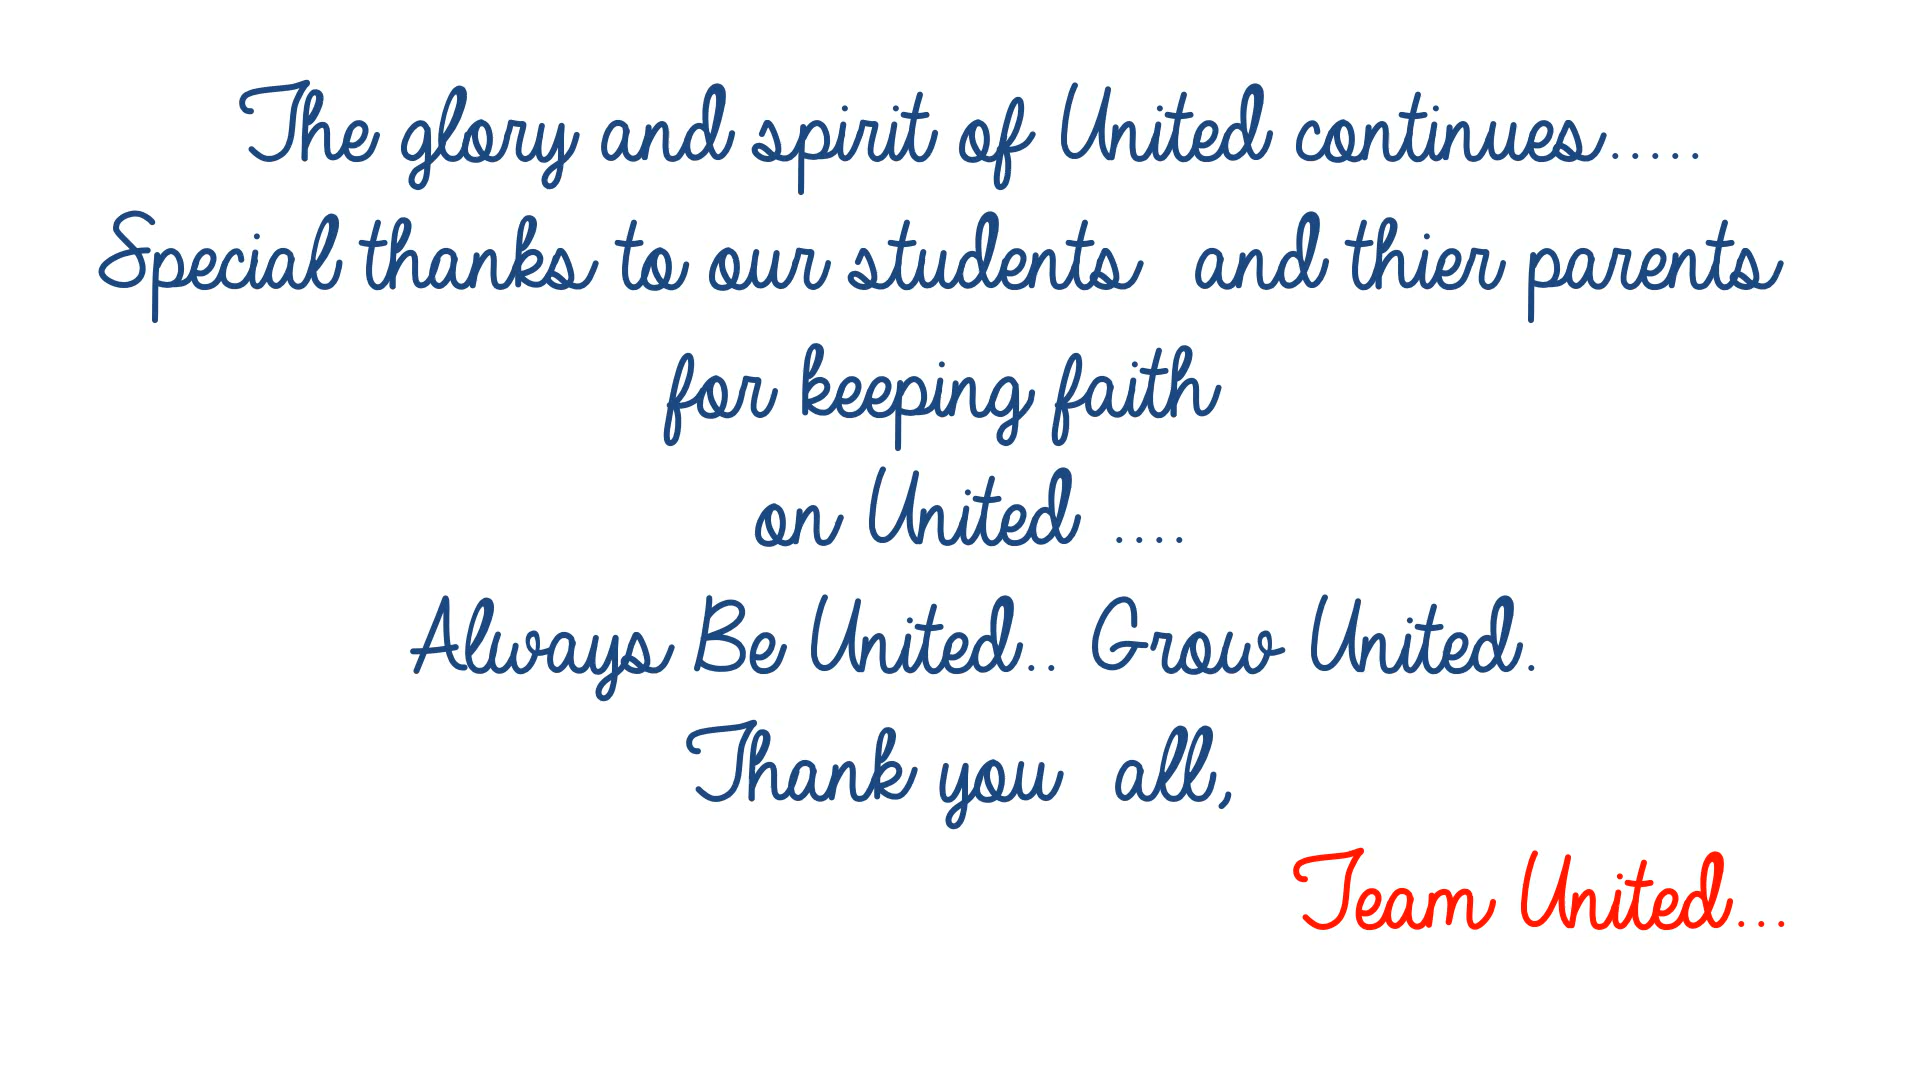 The glory and spirit of United continues.....
Special thanks to our students and thier parents
for keeping faith
on United ....
Always Be United.. Grow United.
Thank you all,
Team United...